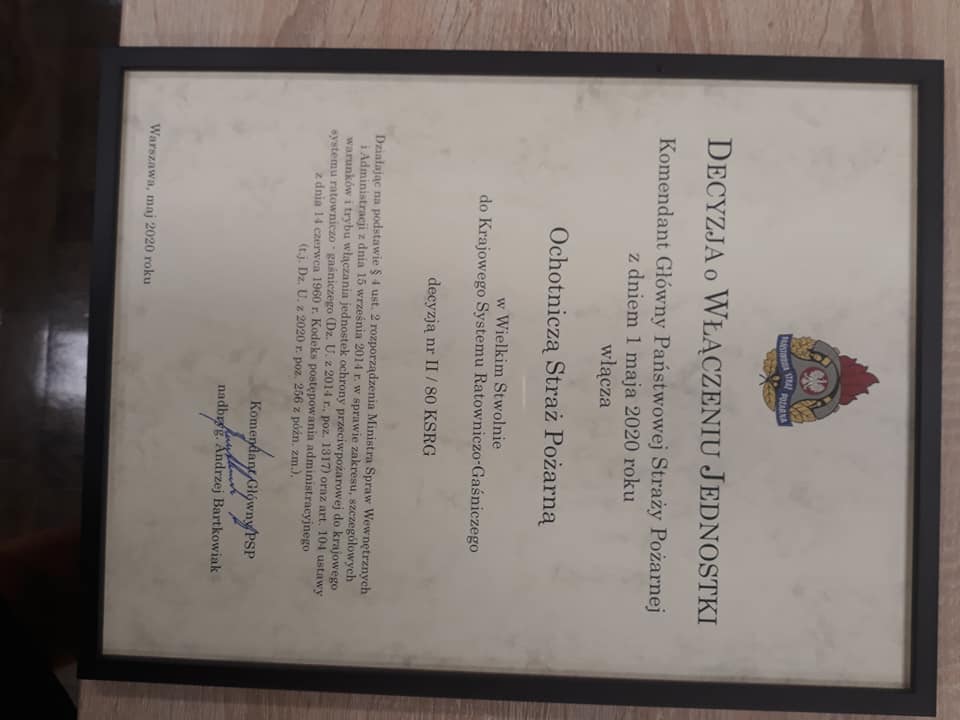 PAŃSTWOWA STRAŻ POŻARNA
DECYZJA O WŁĄCZENIU JEDNOSTKI
Komendant Główny Państwowej Straży Pożarnej
z dniem 1 maja 2020 roku
włącza
Ochotniczą Straż Pożarną
w Wielkim Stwolnie
do Krajowego Systemu Ratowniczo-Gaśniczego
decyzją nr II / 80 KSRG
Działając na podstawie § 4 ust. 2 rozporządzenia Ministra Spraw Wewnętrznych
i Administracji z dnia 15 września 2014 r. w sprawie zakresu, szczegółowych
warunków i trybu włączania jednostek ochrony przeciwpożarowej do krajowego
systemu ratowniczo - gaśniczego (Dz. U. z 2014 r., poz. 1317) oraz art. 104 ustawy
z dnia 14 czerwca 1960 r. Kodeks postępowania administracyjnego
(t.j. Dz. U. z 2020 r. poz. 256 z późn. zm.).
Komendant Główny PSP
nadbryg. Andrzej Bartkowiak
Warszawa, maj 2020 roku